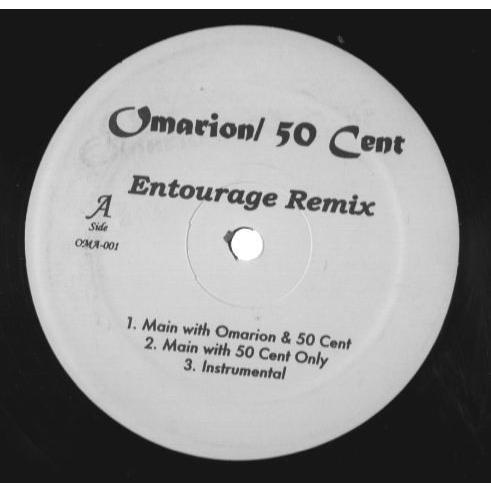 Omarion/ 50 Cent
Entourage Remix
A
Side
OMA-001
1. Main with Omarion & 50 Cent
2. Main with 50 Cent Only
3. Instrumental